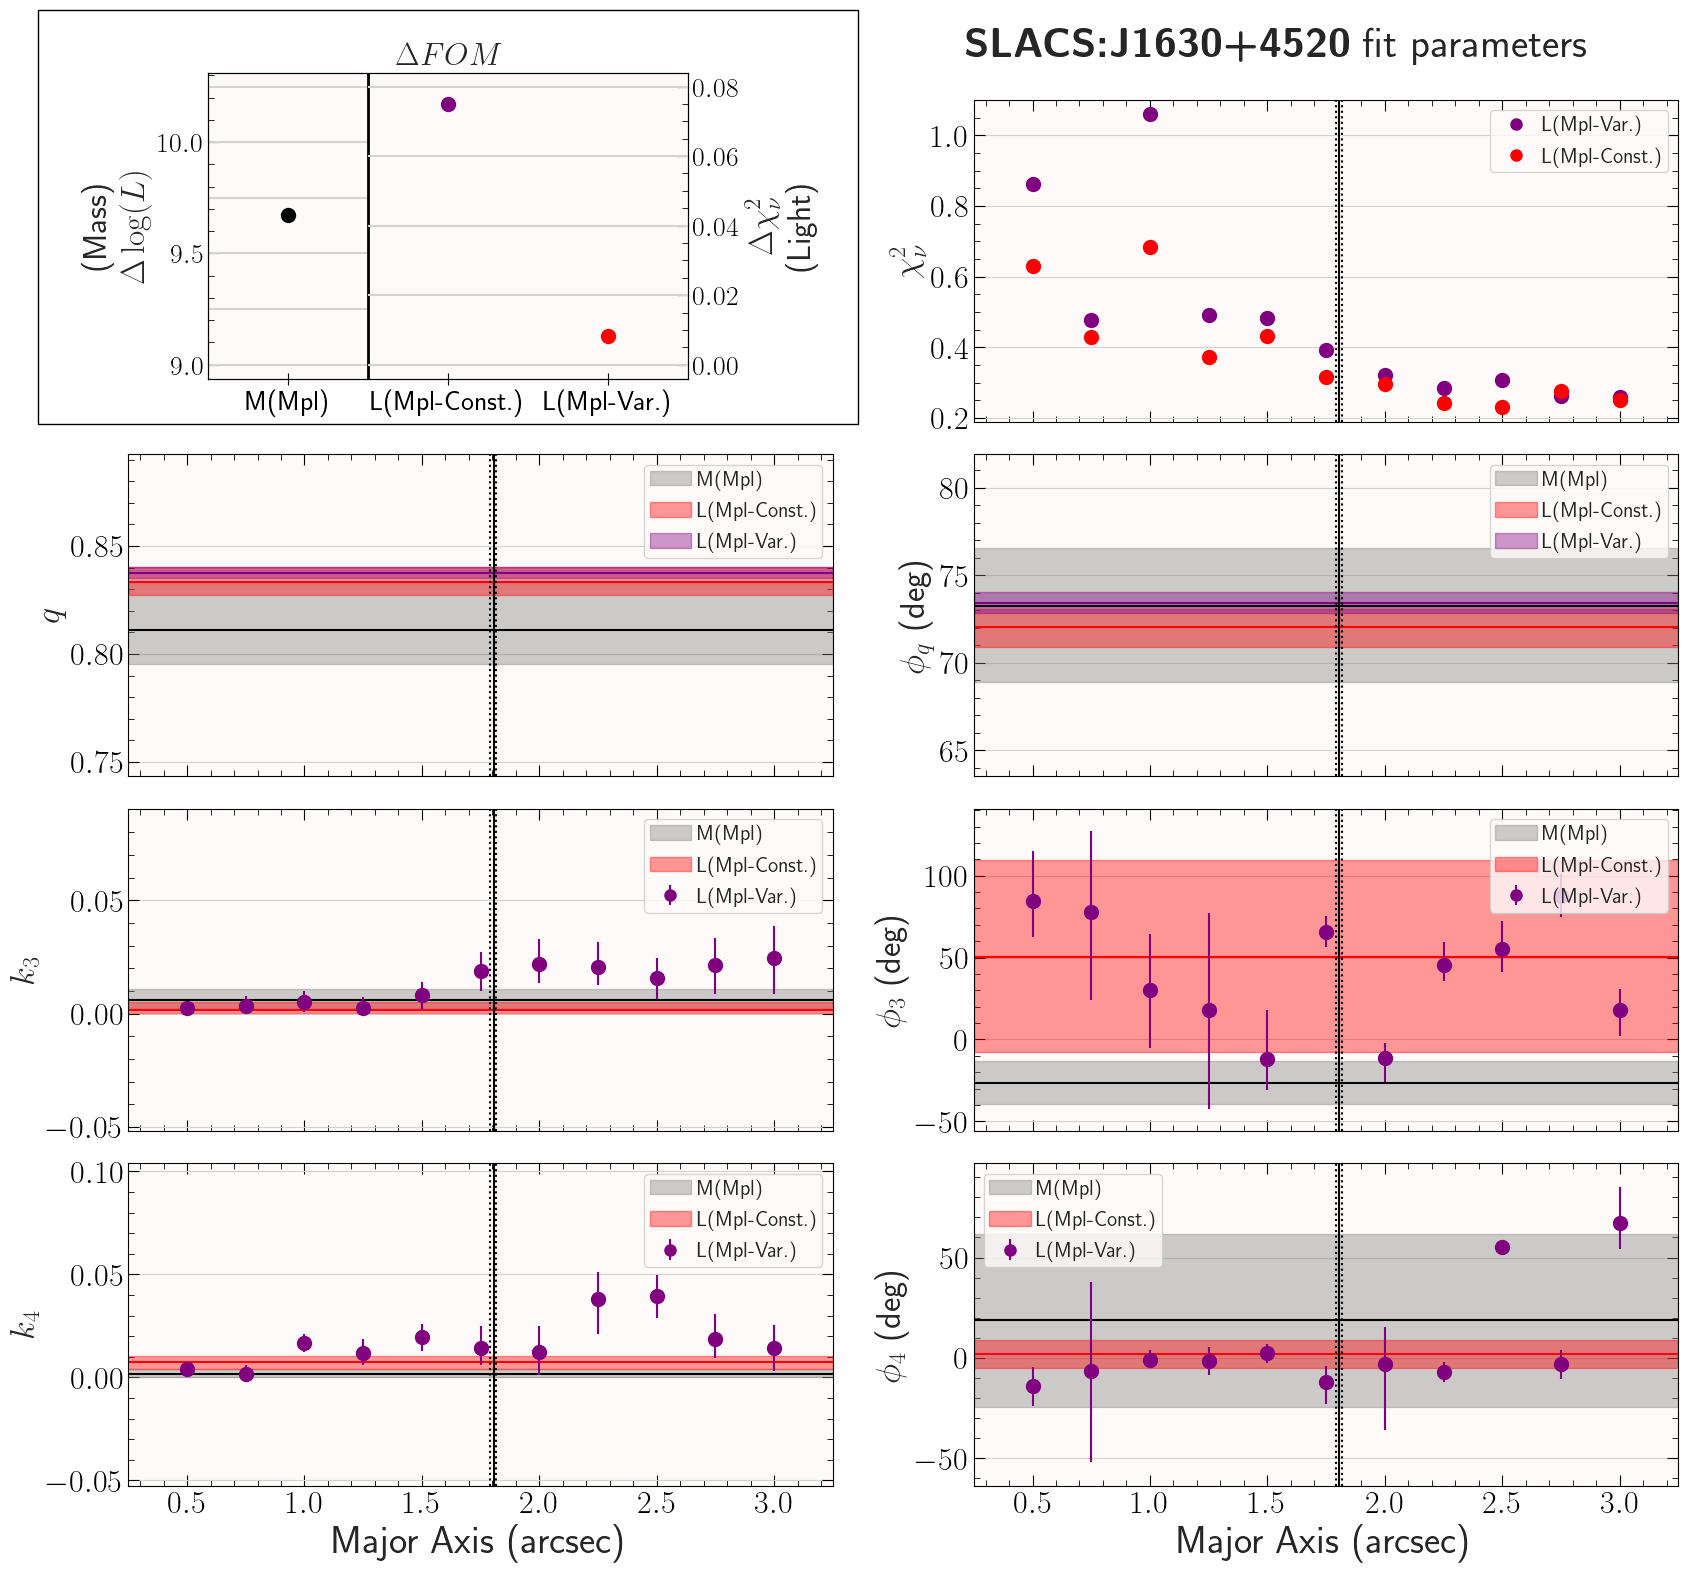 SLACS:J1630+4520 fit parameters
ΔFOM
(Mass)
Δ log(L)
10.0
9.5
9.0
0.08
0.06
0.04
0.02
0.00
Δχ²ᵥ
(Light)
M(Mpl)
L(Mpl-Const.)
L(Mpl-Var.)
χ²ᵥ
1.0
0.8
0.6
0.4
0.2
L(Mpl-Var.)
L(Mpl-Const.)
q
0.85
0.80
0.75
M(Mpl)
L(Mpl-Const.)
L(Mpl-Var.)
ϕq (deg)
80
75
70
65
M(Mpl)
L(Mpl-Const.)
L(Mpl-Var.)
k₃
0.05
0.00
−0.05
M(Mpl)
L(Mpl-Const.)
L(Mpl-Var.)
ϕ₃ (deg)
100
50
0
−50
M(Mpl)
L(Mpl-Const.)
L(Mpl-Var.)
k₄
0.10
0.05
0.00
−0.05
M(Mpl)
L(Mpl-Const.)
L(Mpl-Var.)
0.5 1.0 1.5 2.0 2.5 3.0
Major Axis (arcsec)
ϕ₄ (deg)
50
0
−50
M(Mpl)
L(Mpl-Const.)
L(Mpl-Var.)
0.5 1.0 1.5 2.0 2.5 3.0
Major Axis (arcsec)